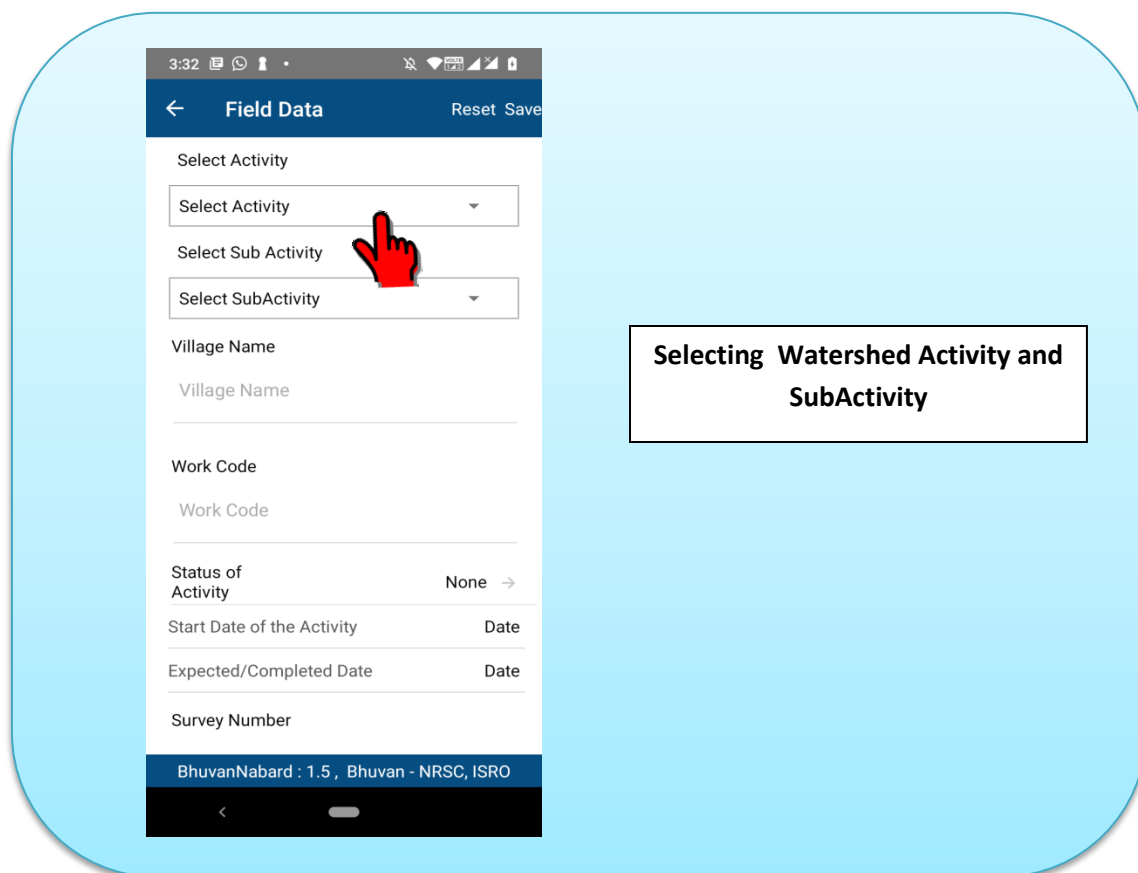 3:32
Field Data Reset Save
Select Activity
Select Activity
Select Sub Activity
Select SubActivity
Village Name
Village Name
Work Code
Work Code
Status of
Activity
None
Start Date of the Activity Date
Expected/Completed Date Date
Survey Number
BhuvanNabard : 1.5 , Bhuvan - NRSC, ISRO
Selecting Watershed Activity and
SubActivity